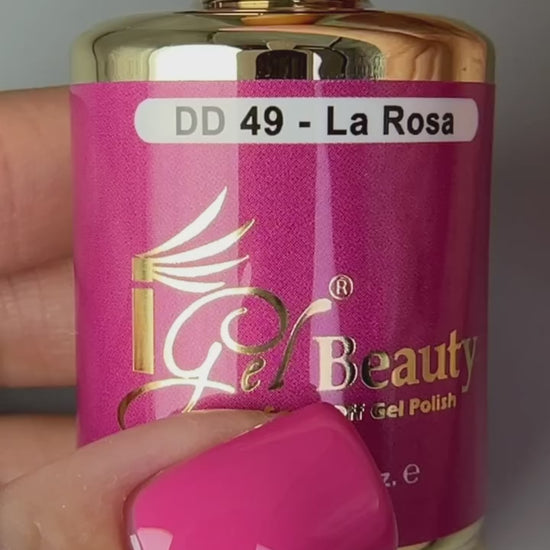 DD 49 - La Rosa
iGel®
Beauty
Off Gel Polish
z. e